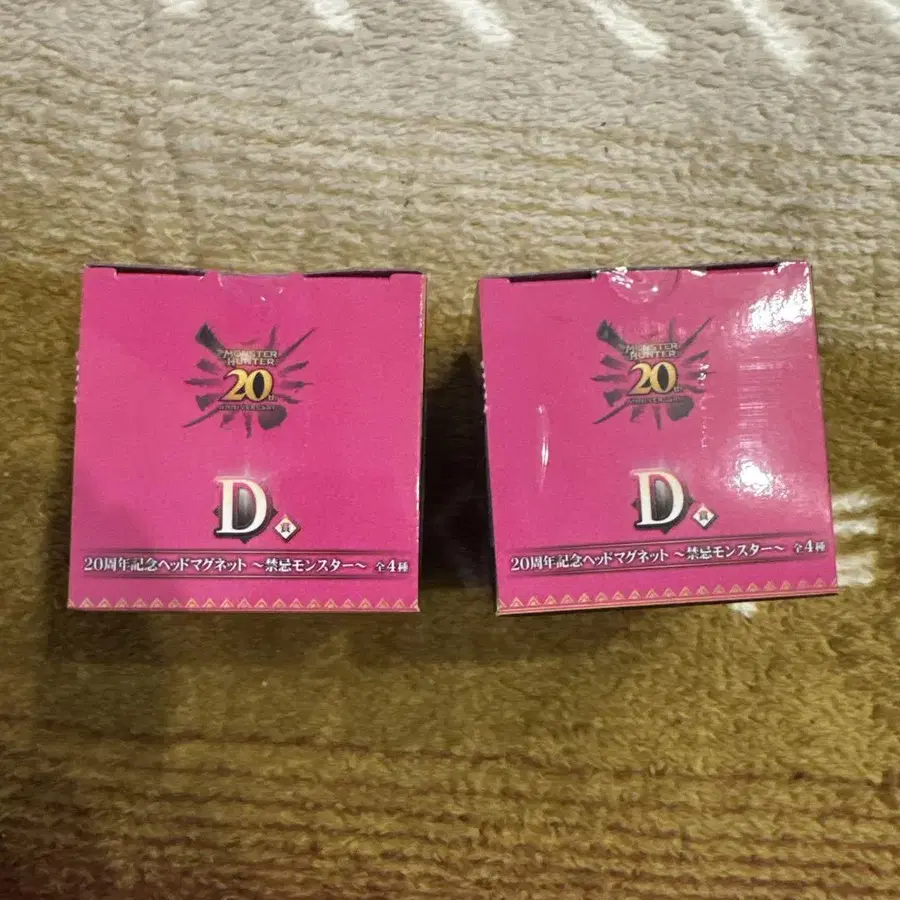 MONSTER
HUNTER
20th
ANNIVERSARY
D賞
20周年記念ヘッドマグネット ～禁忌モンスター～ 全4種
MONSTER
HUNTER
20th
ANNIVERSARY
D賞
20周年記念ヘッドマグネット ～禁忌モンスター～ 全4種